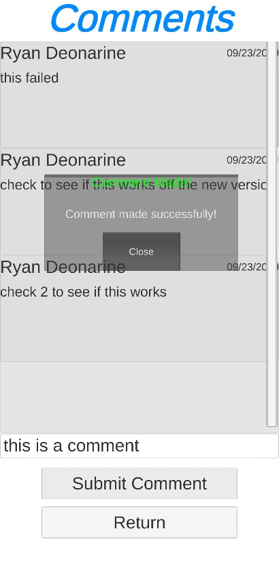 Comments
Ryan Deonarine 09/23/20
this failed
Ryan Deonarine 09/23/20
check to see if this works off the new versio
Comment made successfully!
Close
Ryan Deonarine 09/23/20
check 2 to see if this works
this is a comment
Submit Comment
Return